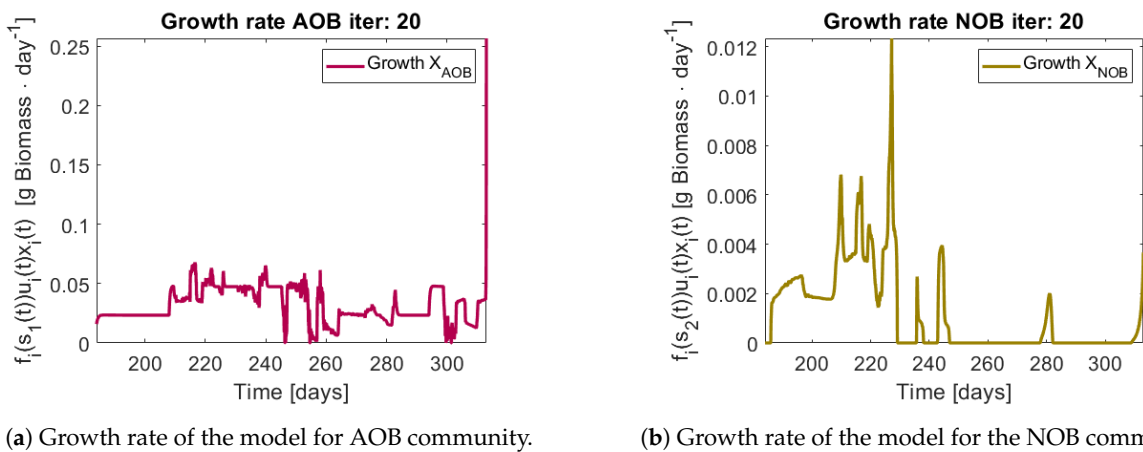 Growth rate AOB iter: 20
Growth X_AOB
f_i(s_1(t))u_i(t)x_i(t) [g Biomass · day^-1]
0.25
0.2
0.15
0.1
0.05
0
200 220 240 260 280 300
Time [days]
(a) Growth rate of the model for AOB community.
Growth rate NOB iter: 20
Growth X_NOB
f_i(s_2(t))u_i(t)x_i(t) [g Biomass · day^-1]
0.012
0.01
0.008
0.006
0.004
0.002
0
200 220 240 260 280 300
Time [days]
(b) Growth rate of the model for the NOB comm